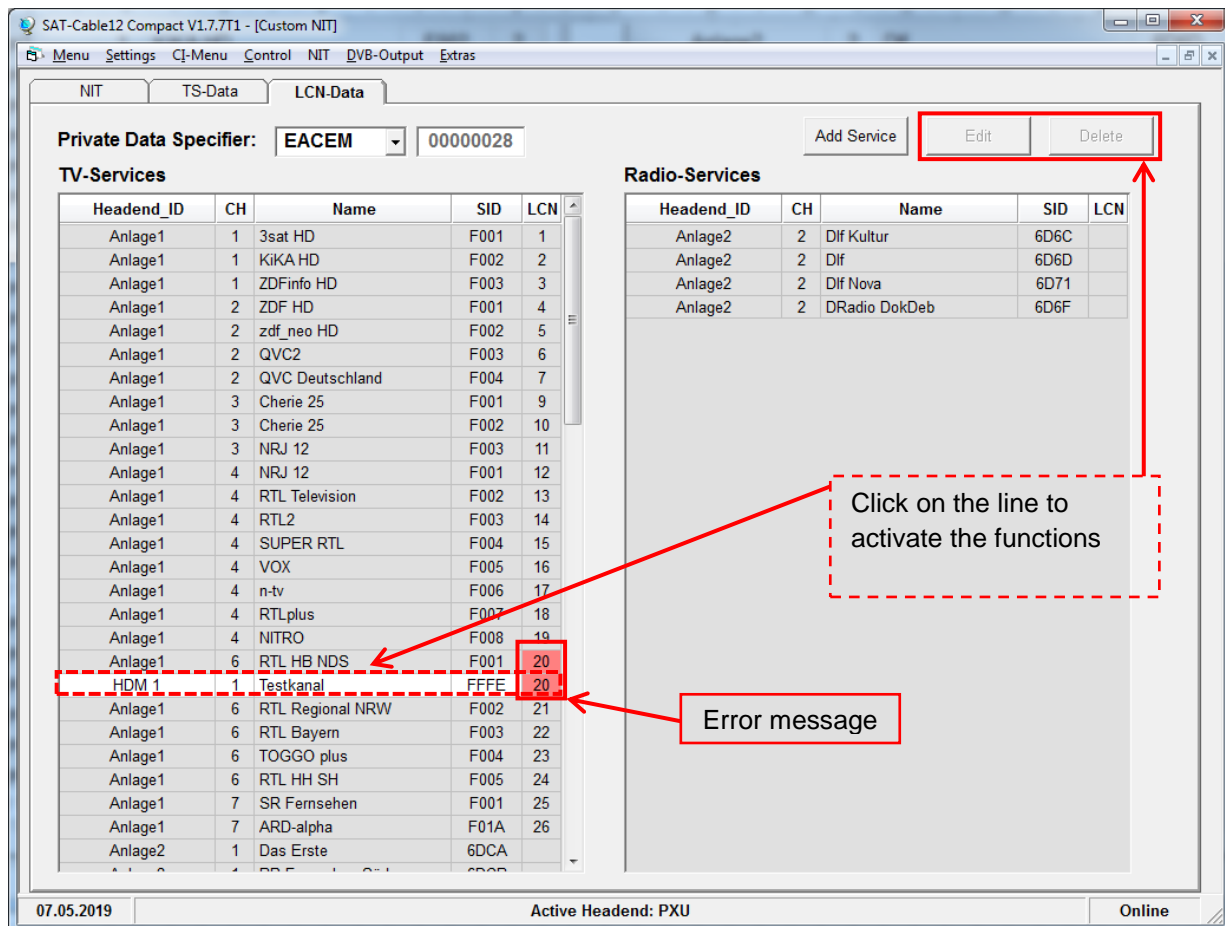 SAT-Cable12 Compact V1.7.7T1 - [Custom NIT]
Menu Settings CI-Menu Control NIT DVB-Output Extras
NIT TS-Data LCN-Data
Private Data Specifier: EACEM 00000028 Add Service Edit Delete
TV-Services Radio-Services
Headend_ID CH Name SID LCN Headend_ID CH Name SID LCN
Anlage1 1 3sat HD F001 1 Anlage2 2 Dlf Kultur 6D6C
Anlage1 1 KiKA HD F002 2 Anlage2 2 Dlf 6D6D
Anlage1 1 ZDFinfo HD F003 3 Anlage2 2 Dlf Nova 6D71
Anlage1 2 ZDF HD F001 4 Anlage2 2 DRadio DokDeb 6D6F
Anlage1 2 zdf_neo HD F002 5
Anlage1 2 QVC2 F003 6
Anlage1 2 QVC Deutschland F004 7
Anlage1 3 Cherie 25 F001 9
Anlage1 3 Cherie 25 F002 10
Anlage1 3 NRJ 12 F003 11
Anlage1 4 NRJ 12 F001 12
Anlage1 4 RTL Television F002 13
Anlage1 4 RTL2 F003 14
Anlage1 4 SUPER RTL F004 15
Anlage1 4 VOX F005 16
Anlage1 4 n-tv F006 17
Anlage1 4 RTLplus F007 18
Anlage1 4 NITRO F008 19
Anlage1 6 RTL HB NDS F001 20
HDM 1 1 Testkanal FFFE 20
Anlage1 6 RTL Regional NRW F002 21
Anlage1 6 RTL Bayern F003 22
Anlage1 6 TOGGO plus F004 23
Anlage1 6 RTL HH SH F005 24
Anlage1 7 SR Fernsehen F001 25
Anlage1 7 ARD-alpha F01A 26
Anlage2 1 Das Erste 6DCA
Click on the line to
activate the functions
Error message
07.05.2019 Active Headend: PXU Online